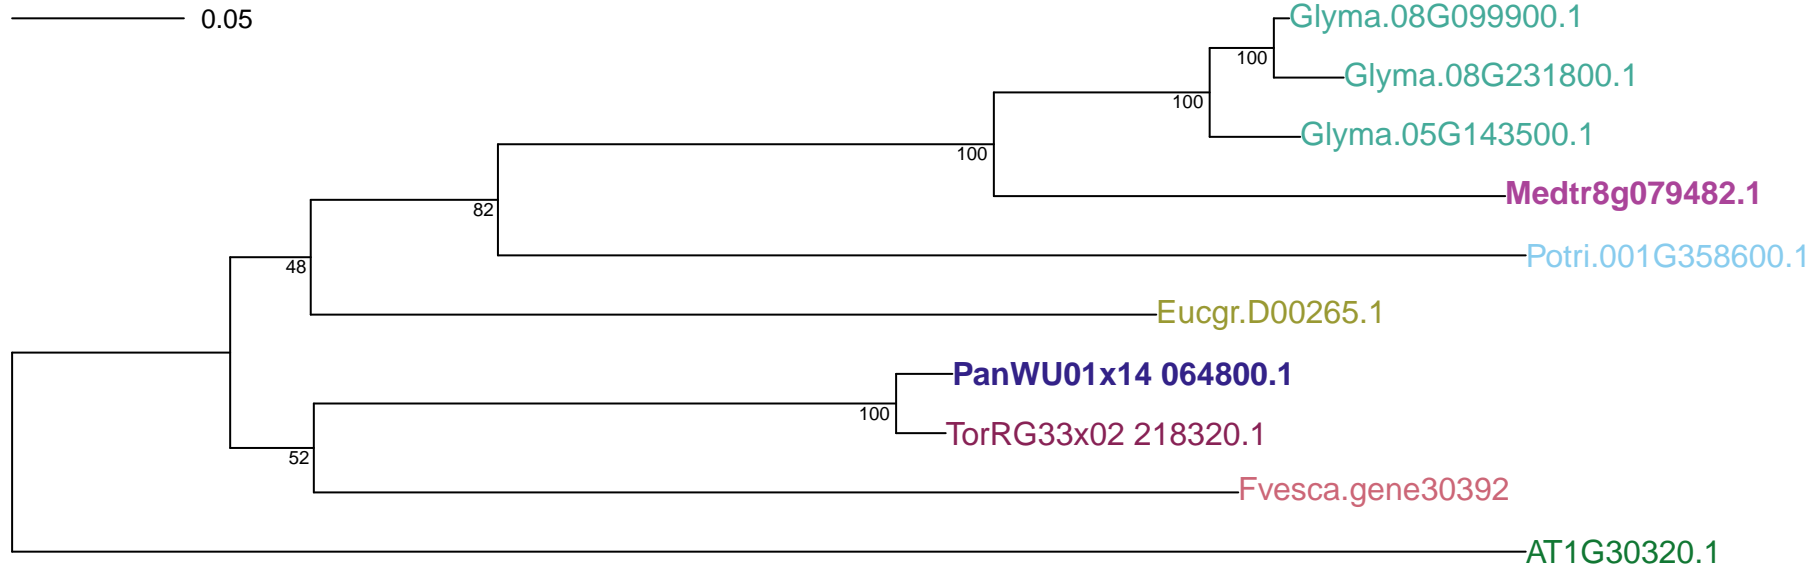 0.05
Glyma.08G099900.1
100
Glyma.08G231800.1
100
Glyma.05G143500.1
100
Medtr8g079482.1
82
Potri.001G358600.1
48
Eucgr.D00265.1
PanWU01x14 064800.1
100
TorRG33x02 218320.1
52
Fvesca.gene30392
AT1G30320.1